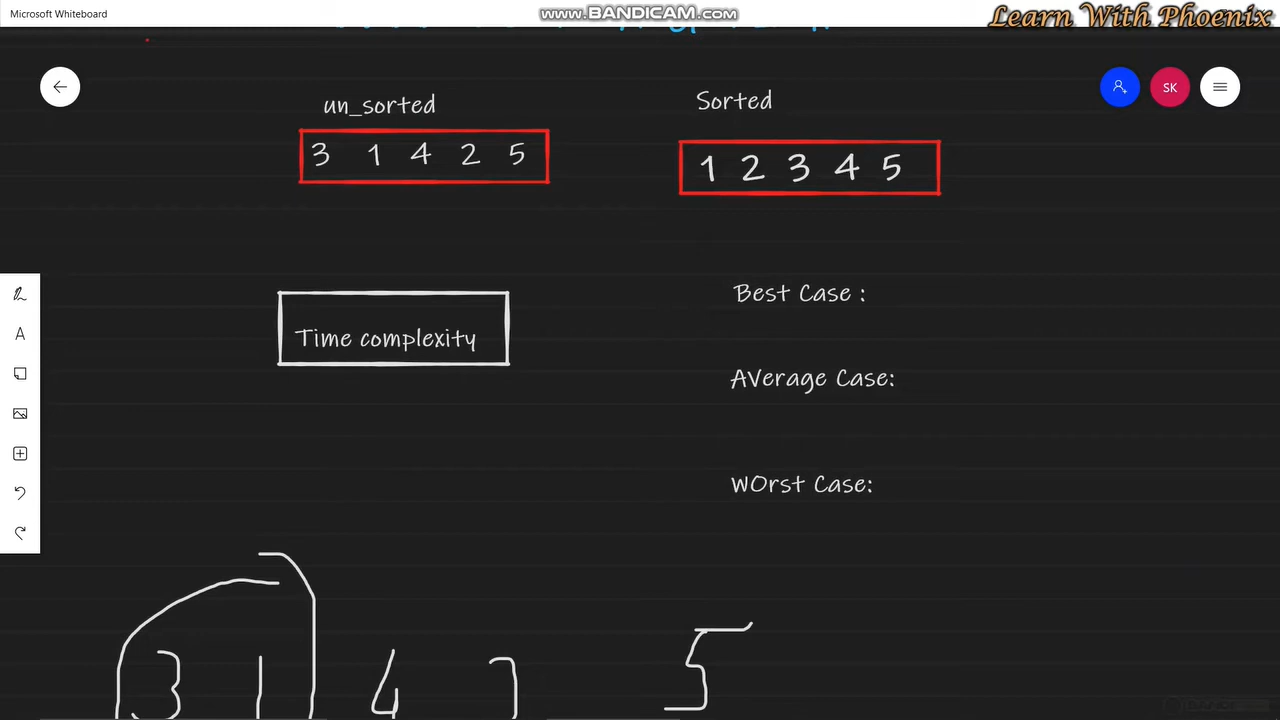 Microsoft Whiteboard
www.BANDICAM.com
Learn With Phoenix
SK
un_sorted
Sorted
3 1 4 2 5
1 2 3 4 5
Best Case :
Time complexity
AVerage Case:
WOrst Case:
3 1 4 5
A